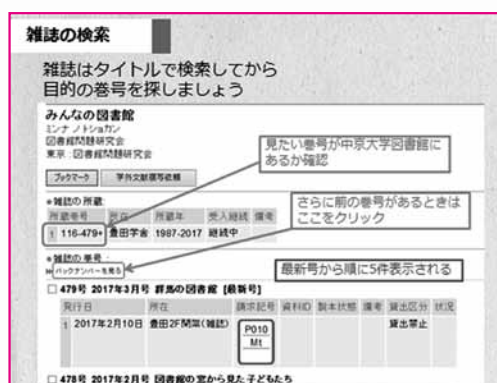 雑誌の検索
雑誌はタイトルで検索してから
目的の巻号を探しましょう
みんなの図書館
ミンナ ノ トショカン
図書館問題研究会
東京 : 図書館問題研究会
ブックマーク 学外文献複写依頼
見たい巻号が中京大学図書館に
あるか確認
雑誌の所蔵
所蔵巻号 所在 所蔵年 受入継続 備考
1 116-479+ 豊田学舎 1987-2017 継続中
さらに前の巻号があるときは
ここをクリック
雑誌の巻号
バックナンバーを見る
最新号から順に5件表示される
479号 2017年3月号 群馬の図書館 [最新号]
発行日 所在 請求記号 資料ID 製本状態 備考 貸出区分 状況
1 2017年2月10日 豊田2F開架(雑誌) P010 貸出禁止
Mt
478号 2017年2月号 図書館の窓から見た子どもたち